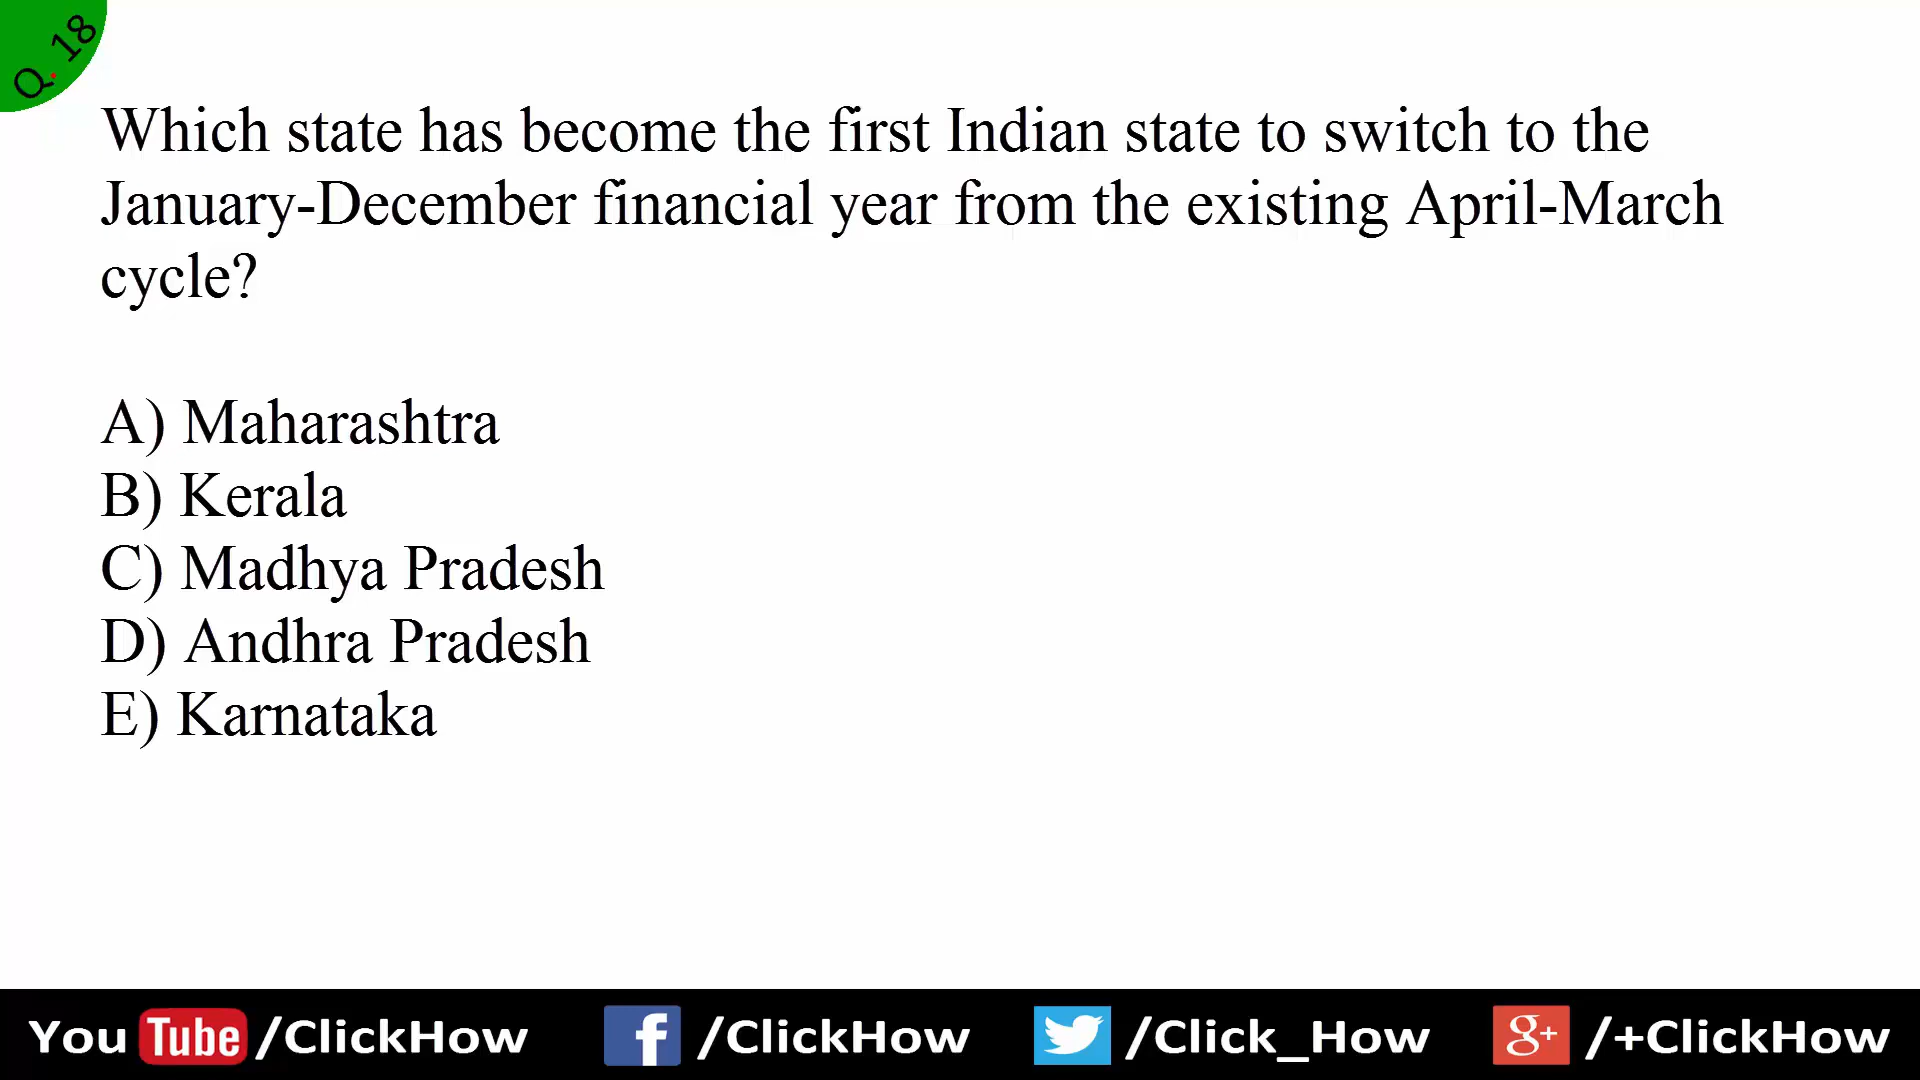 Q. 18
Which state has become the first Indian state to switch to the
January-December financial year from the existing April-March
cycle?
A) Maharashtra
B) Kerala
C) Madhya Pradesh
D) Andhra Pradesh
E) Karnataka
You Tube /ClickHow f /ClickHow /Click_How g+ /+ClickHow